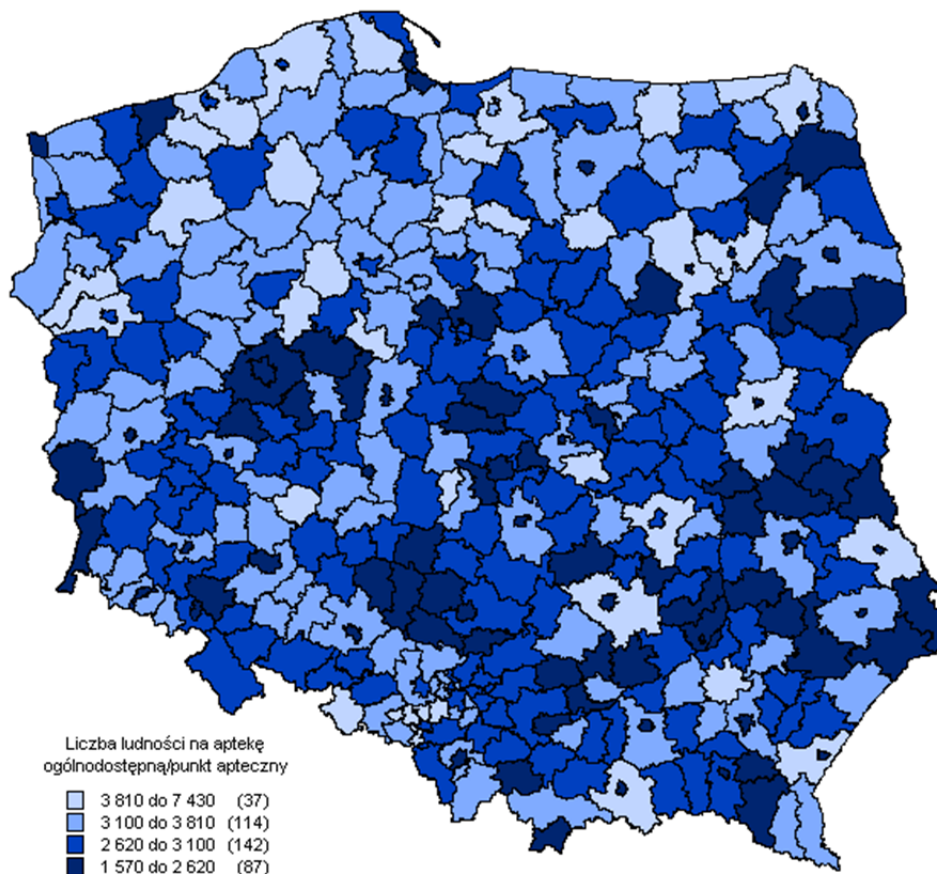 Liczba ludności na aptekę
ogólnodostępną/punkt apteczny
3 810 do 7 430 (37)
3 100 do 3 810 (114)
2 620 do 3 100 (142)
1 570 do 2 620 (87)